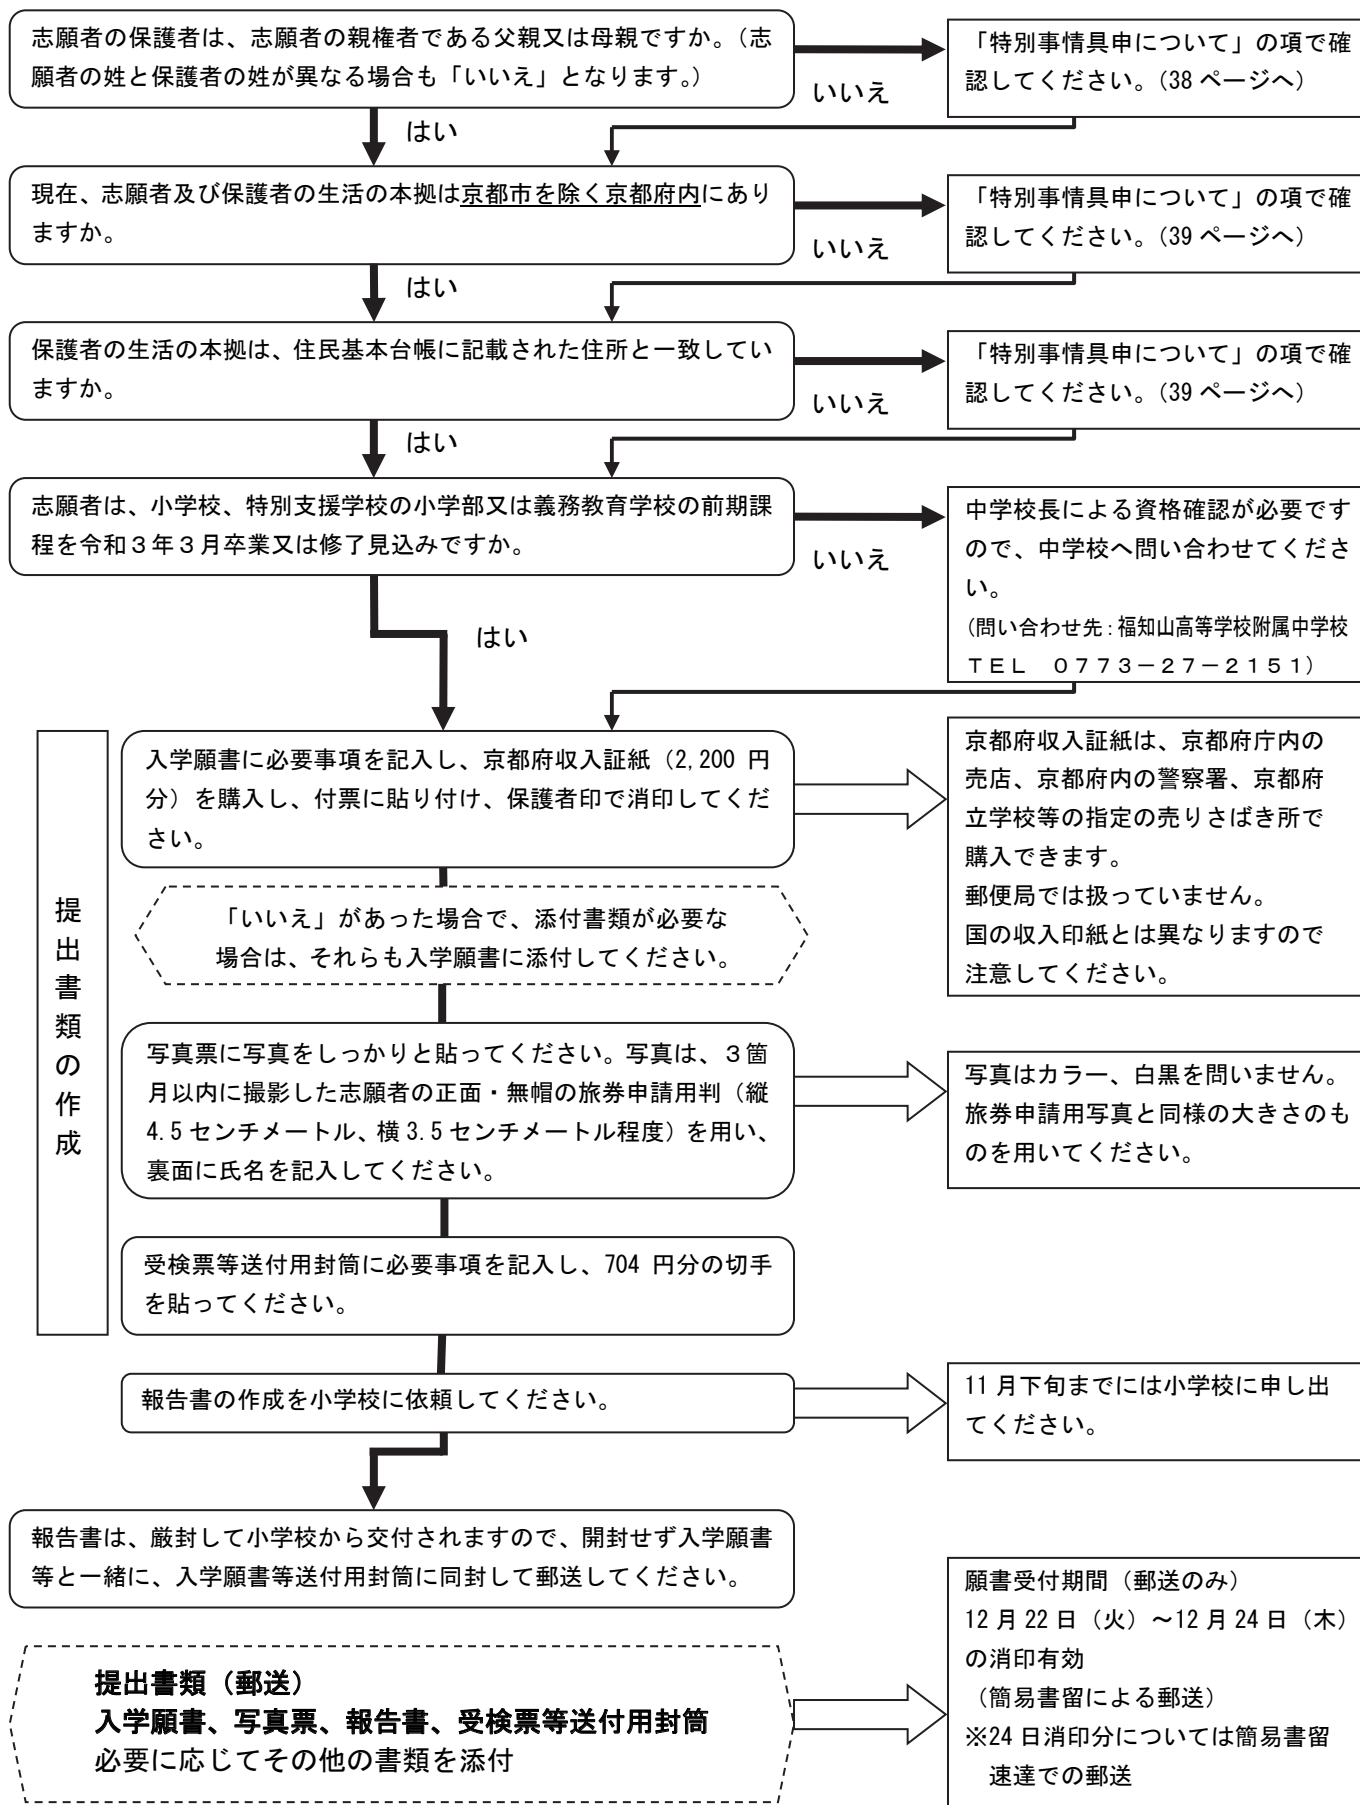 志願者の保護者は、志願者の親権者である父親又は母親ですか。（志
願者の姓と保護者の姓が異なる場合も「いいえ」となります。）
いいえ
「特別事情具申について」の項で確
認してください。（38 ページへ）
はい
現在、志願者及び保護者の生活の本拠は京都市を除く京都府内にあり
ますか。
いいえ
「特別事情具申について」の項で確
認してください。（39 ページへ）
はい
保護者の生活の本拠は、住民基本台帳に記載された住所と一致してい
ますか。
いいえ
「特別事情具申について」の項で確
認してください。（39 ページへ）
はい
志願者は、小学校、特別支援学校の小学部又は義務教育学校の前期課
程を令和３年３月卒業又は修了見込みですか。
いいえ
中学校長による資格確認が必要です
ので、中学校へ問い合わせてくださ
い。
（問い合わせ先：福知山高等学校附属中学校
ＴＥＬ　０７７３－２７－２１５１）
はい
提出書類の作成
入学願書に必要事項を記入し、京都府収入証紙（2,200 円
分）を購入し、付票に貼り付け、保護者印で消印してくだ
さい。
京都府収入証紙は、京都府庁内の
売店、京都府内の警察署、京都府
立学校等の指定の売りさばき所で
購入できます。
郵便局では扱っていません。
国の収入印紙とは異なりますので
注意してください。
「いいえ」があった場合で、添付書類が必要な
場合は、それらも入学願書に添付してください。
写真票に写真をしっかりと貼ってください。写真は、３箇
月以内に撮影した志願者の正面・無帽の旅券申請用判（縦
4.5 センチメートル、横 3.5 センチメートル程度）を用い、
裏面に氏名を記入してください。
写真はカラー、白黒を問いません。
旅券申請用写真と同様の大きさのも
のを用いてください。
受検票等送付用封筒に必要事項を記入し、704 円分の切手
を貼ってください。
報告書の作成を小学校に依頼してください。
11 月下旬までには小学校に申し出
てください。
報告書は、厳封して小学校から交付されますので、開封せず入学願書
等と一緒に、入学願書等送付用封筒に同封して郵送してください。
提出書類（郵送）
入学願書、写真票、報告書、受検票等送付用封筒
必要に応じてその他の書類を添付
願書受付期間（郵送のみ）
12 月 22 日（火）～12 月 24 日（木）
の消印有効
（簡易書留による郵送）
※24 日消印分については簡易書留
速達での郵送